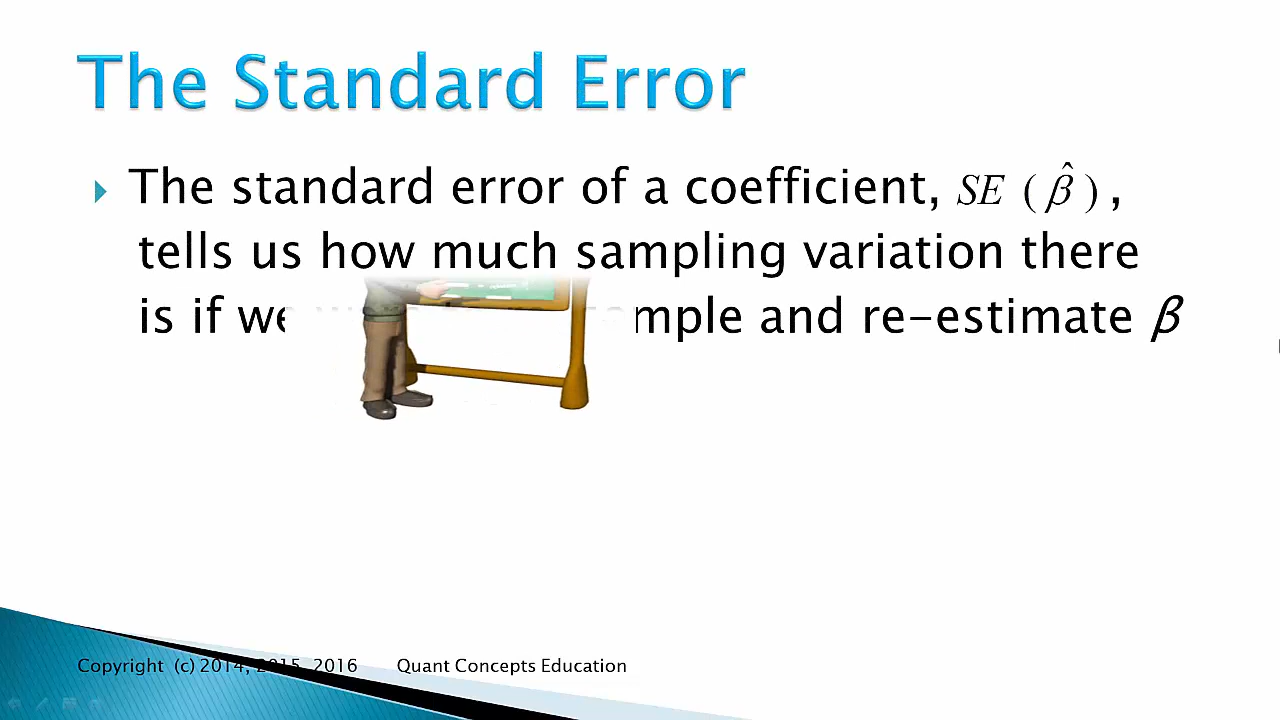 The Standard Error
The standard error of a coefficient, SE (β̂),
tells us how much sampling variation there
is if we mple and re-estimate β
Copyright (c) 2014, 2015, 2016 Quant Concepts Education